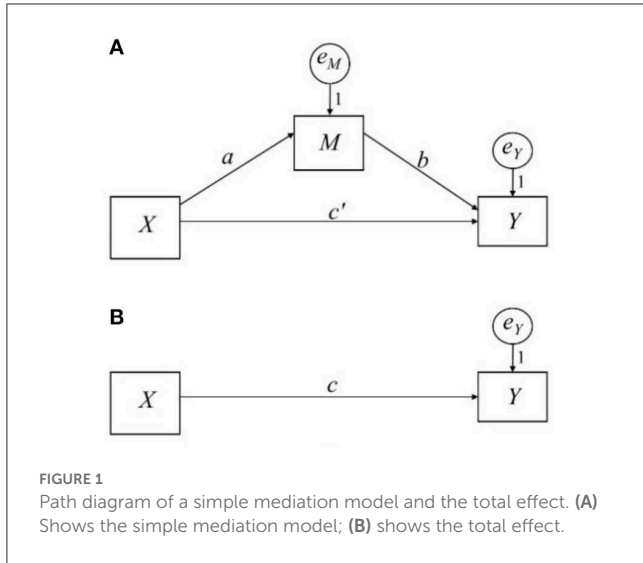 A
e_M
1
M
a
b
e_Y
1
X
c'
Y
B
e_Y
1
X
c
Y
FIGURE 1
Path diagram of a simple mediation model and the total effect. (A)
Shows the simple mediation model; (B) shows the total effect.